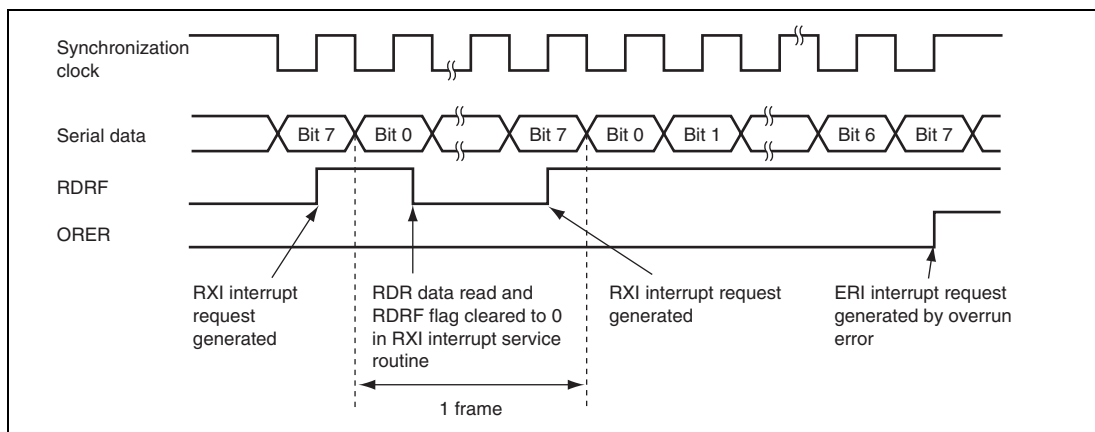 Synchronization
clock
Serial data
Bit 7
Bit 0
Bit 7
Bit 0
Bit 1
Bit 6
Bit 7
RDRF
ORER
RXI interrupt
request
generated
RDR data read and
RDRF flag cleared to 0
in RXI interrupt service
routine
RXI interrupt request
generated
ERI interrupt request
generated by overrun
error
1 frame